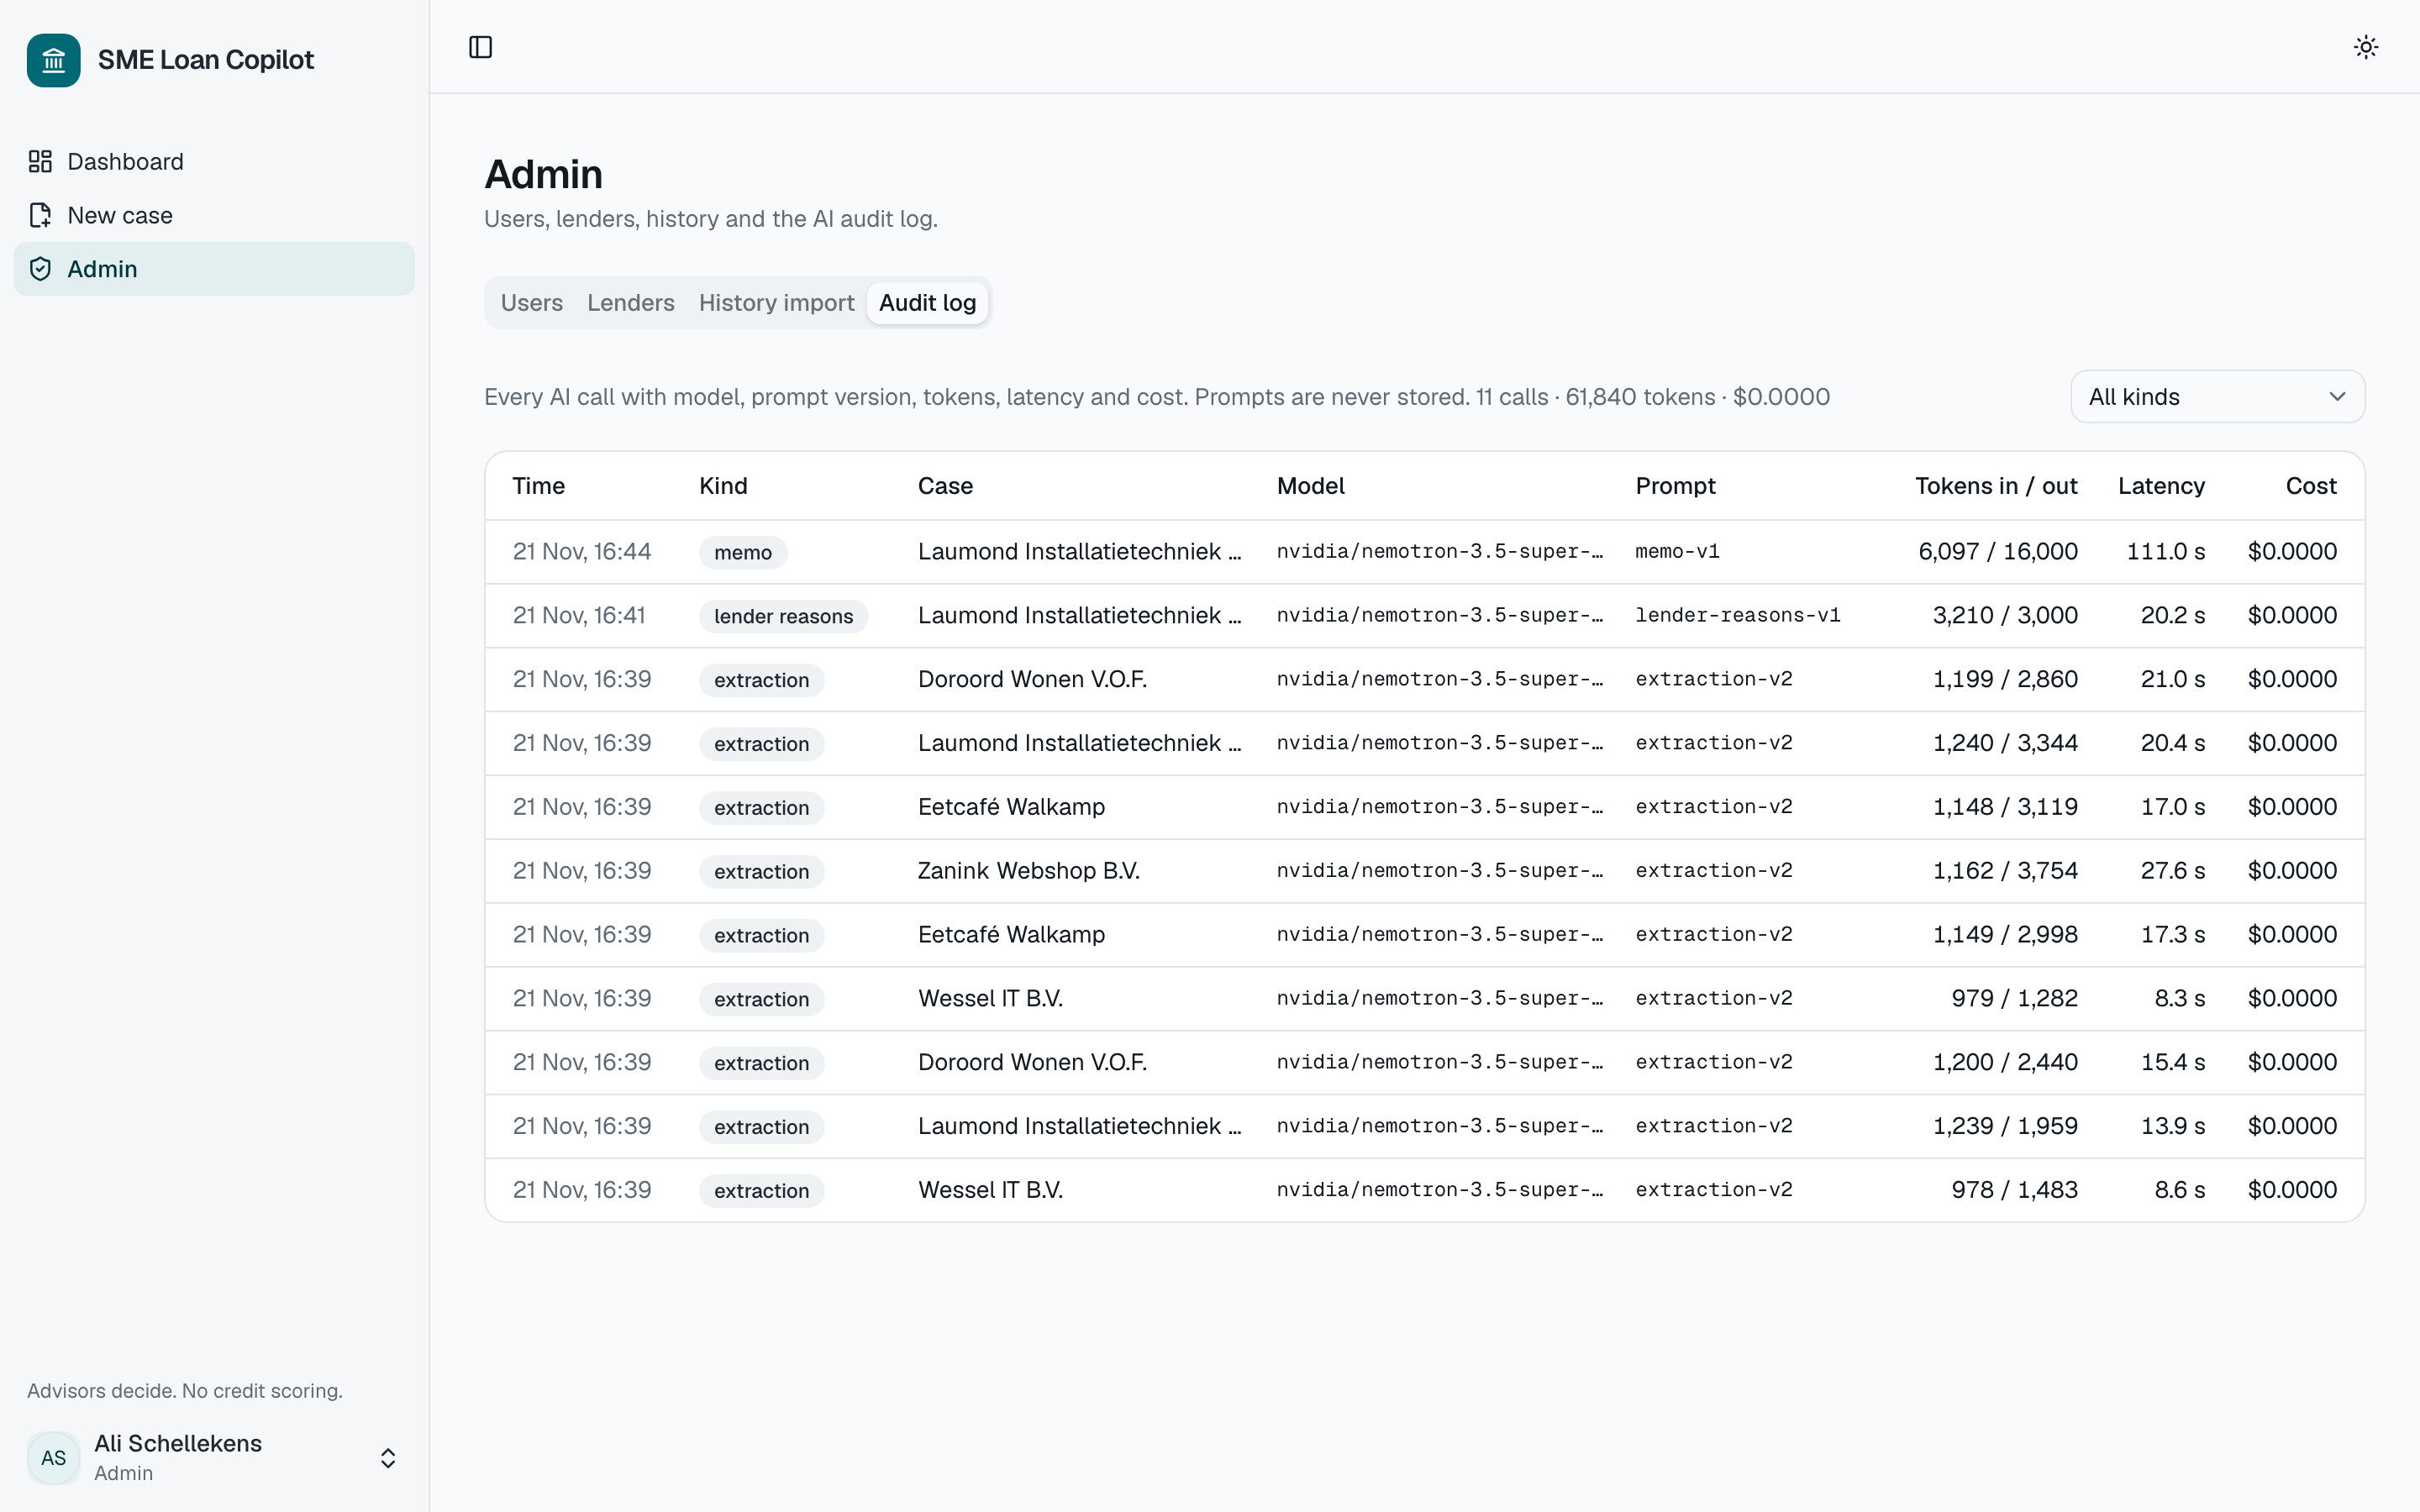 SME Loan Copilot
Dashboard
New case
Admin
Admin
Users, lenders, history and the AI audit log.
Users Lenders History import Audit log
Every AI call with model, prompt version, tokens, latency and cost. Prompts are never stored. 11 calls · 61,840 tokens · $0.0000 All kinds
Time Kind Case Model Prompt Tokens in / out Latency Cost
21 Nov, 16:44 memo Laumond Installatietechniek … nvidia/nemotron-3.5-super-… memo-v1 6,097 / 16,000 111.0 s $0.0000
21 Nov, 16:41 lender reasons Laumond Installatietechniek … nvidia/nemotron-3.5-super-… lender-reasons-v1 3,210 / 3,000 20.2 s $0.0000
21 Nov, 16:39 extraction Doroord Wonen V.O.F. nvidia/nemotron-3.5-super-… extraction-v2 1,199 / 2,860 21.0 s $0.0000
21 Nov, 16:39 extraction Laumond Installatietechniek … nvidia/nemotron-3.5-super-… extraction-v2 1,240 / 3,344 20.4 s $0.0000
21 Nov, 16:39 extraction Eetcafé Walkamp nvidia/nemotron-3.5-super-… extraction-v2 1,148 / 3,119 17.0 s $0.0000
21 Nov, 16:39 extraction Zanink Webshop B.V. nvidia/nemotron-3.5-super-… extraction-v2 1,162 / 3,754 27.6 s $0.0000
21 Nov, 16:39 extraction Eetcafé Walkamp nvidia/nemotron-3.5-super-… extraction-v2 1,149 / 2,998 17.3 s $0.0000
21 Nov, 16:39 extraction Wessel IT B.V. nvidia/nemotron-3.5-super-… extraction-v2 979 / 1,282 8.3 s $0.0000
21 Nov, 16:39 extraction Doroord Wonen V.O.F. nvidia/nemotron-3.5-super-… extraction-v2 1,200 / 2,440 15.4 s $0.0000
21 Nov, 16:39 extraction Laumond Installatietechniek … nvidia/nemotron-3.5-super-… extraction-v2 1,239 / 1,959 13.9 s $0.0000
21 Nov, 16:39 extraction Wessel IT B.V. nvidia/nemotron-3.5-super-… extraction-v2 978 / 1,483 8.6 s $0.0000
Advisors decide. No credit scoring.
AS Ali Schellekens
Admin